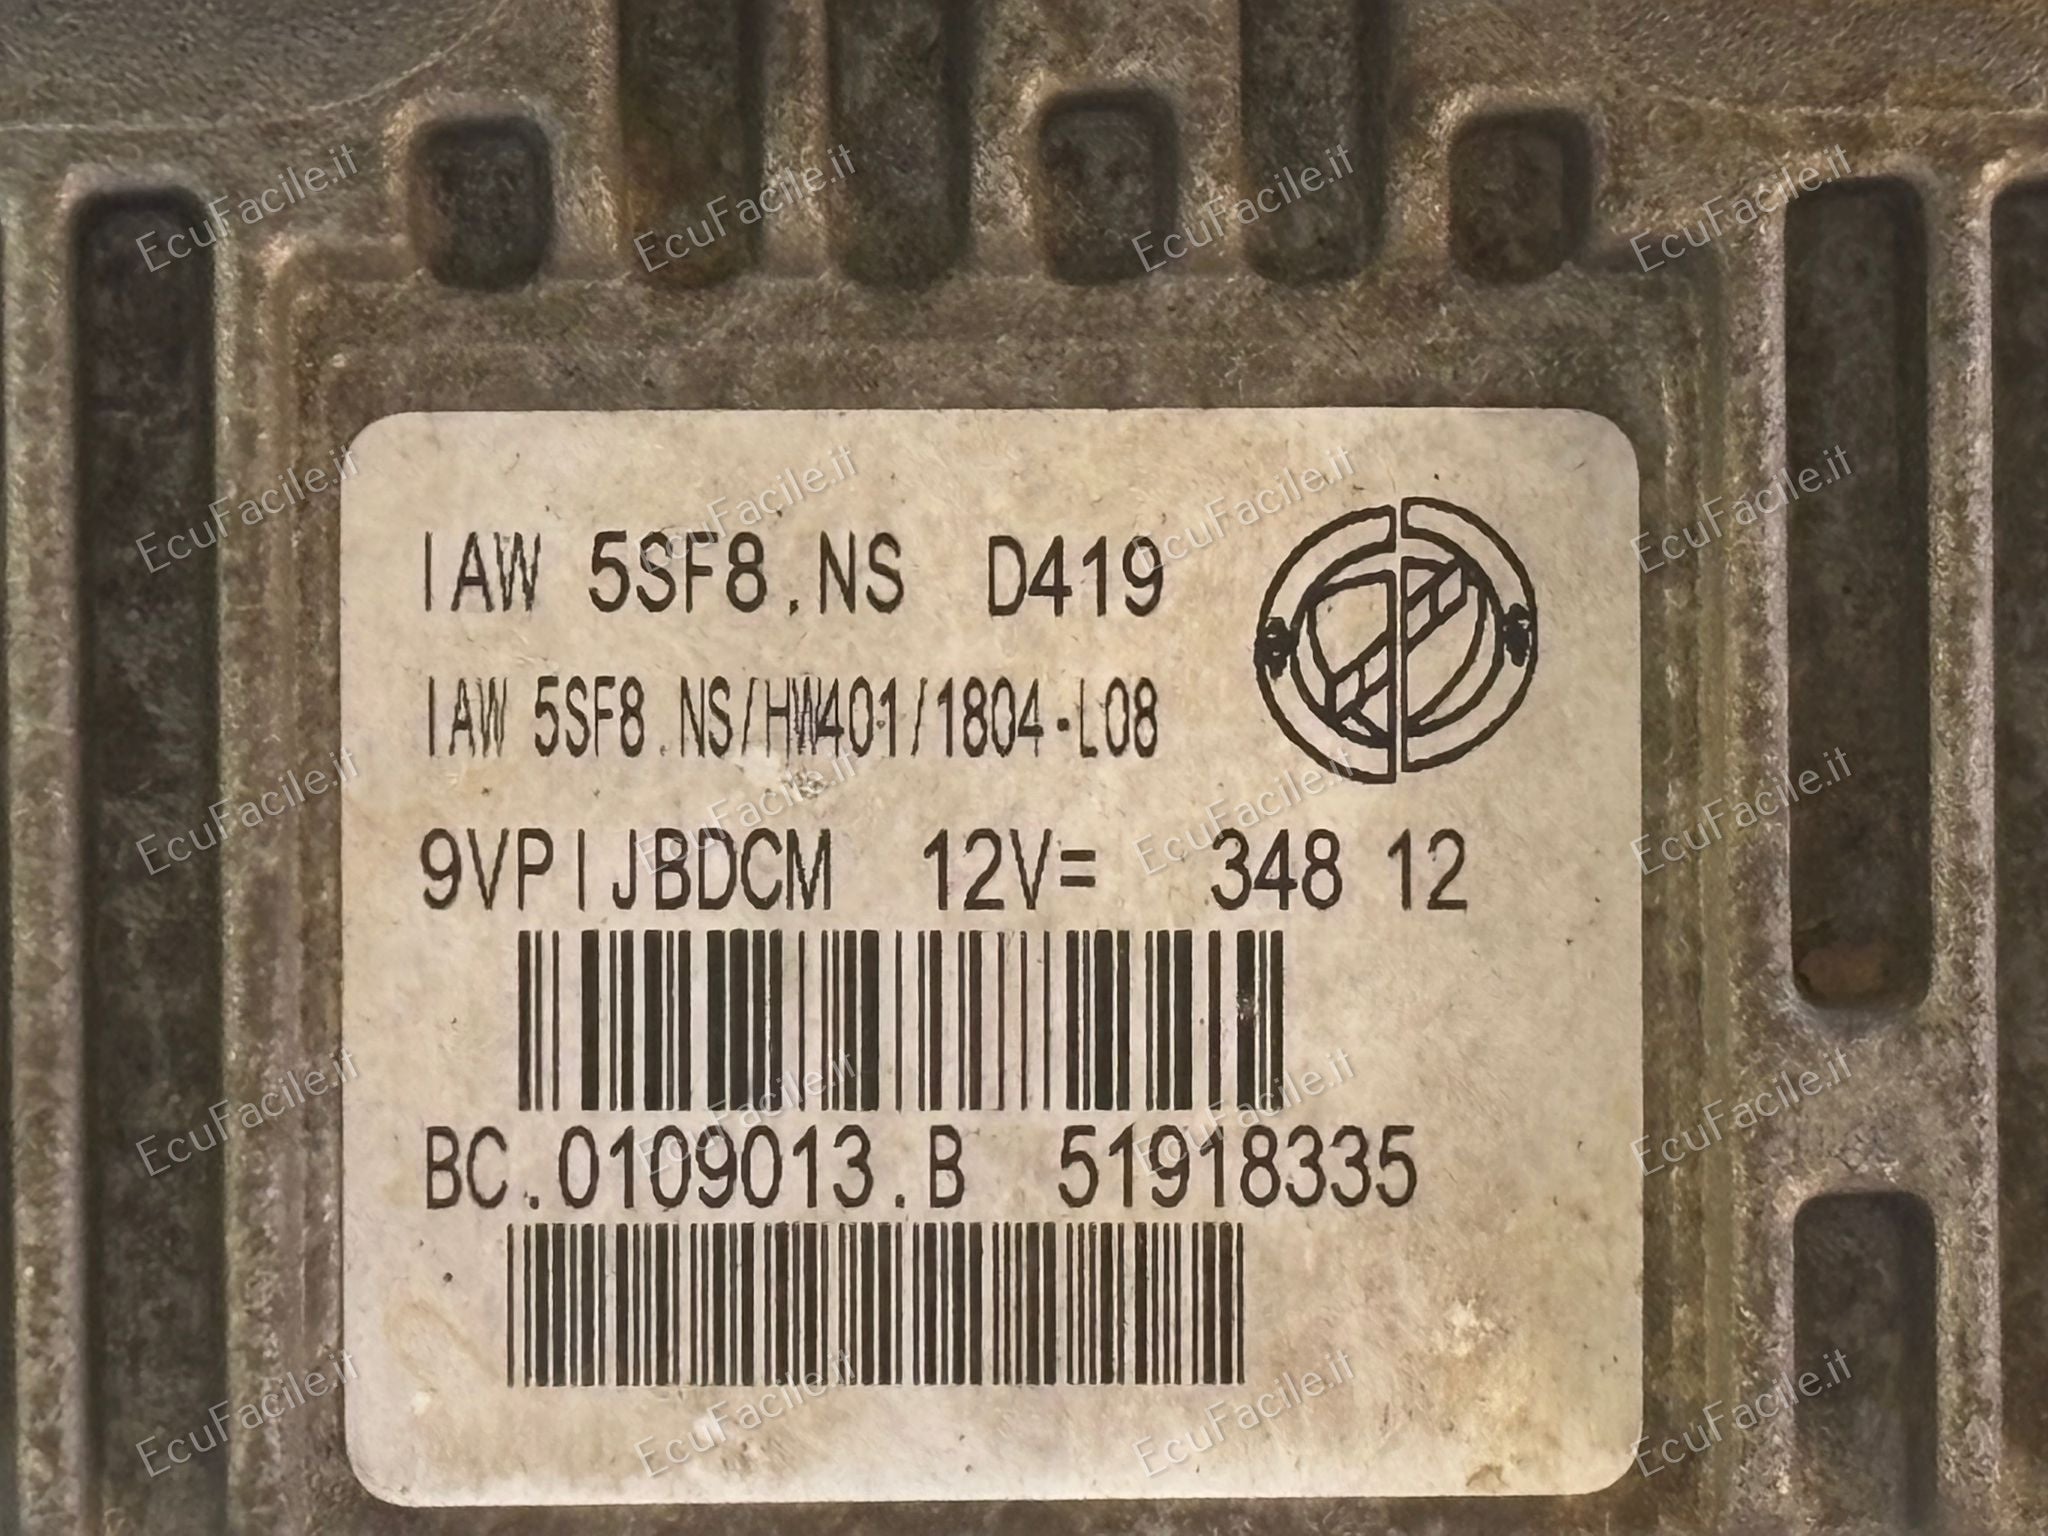 IAW 5SF8.NS D419
IAW 5SF8.NS/HW401/1804-L08
9VPIJBDCM 12V= 348 12
BC.0109013.B 51918335
EcuFacile.it